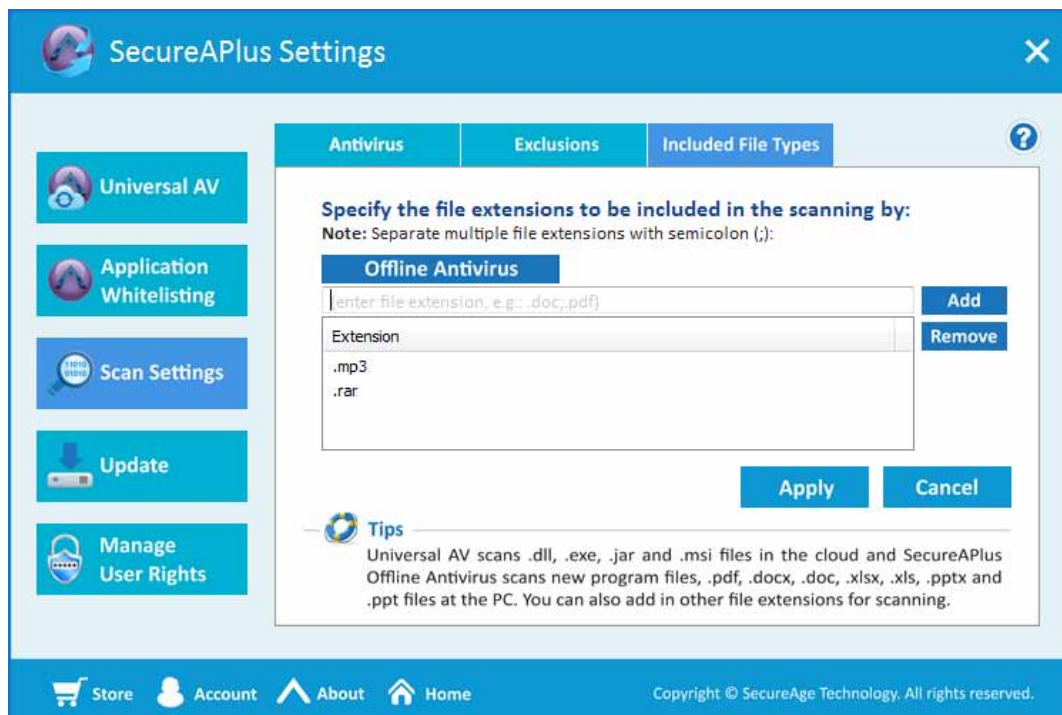 SecureAPlus Settings
Universal AV
Application
Whitelisting
Scan Settings
Update
Manage
User Rights
Antivirus
Exclusions
Included File Types
?
Specify the file extensions to be included in the scanning by:
Note: Separate multiple file extensions with semicolon (;):
Offline Antivirus
(enter file extension, e.g.: .doc;.pdf)
Add
Extension
Remove
.mp3
.rar
Apply
Cancel
Tips
Universal AV scans .dll, .exe, .jar and .msi files in the cloud and SecureAPlus
Offline Antivirus scans new program files, .pdf, .docx, .doc, .xlsx, .xls, .pptx and
.ppt files at the PC. You can also add in other file extensions for scanning.
Store
Account
About
Home
Copyright © SecureAge Technology. All rights reserved.